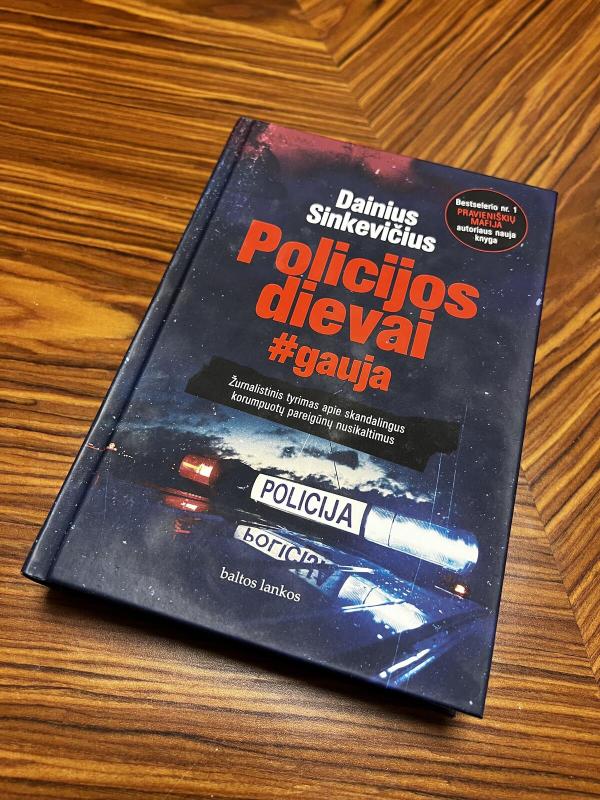 Dainius
Sinkevičius
Bestselerio nr. 1
PRAVIENIŠKIŲ
MAFIJA
autoriaus nauja
knyga
Policijos
dievai
#gauja
Žurnalistinis tyrimas apie skandalingus
korumpuotų pareigūnų nusikaltimus
POLICIJA
POLICIJA
baltos lankos